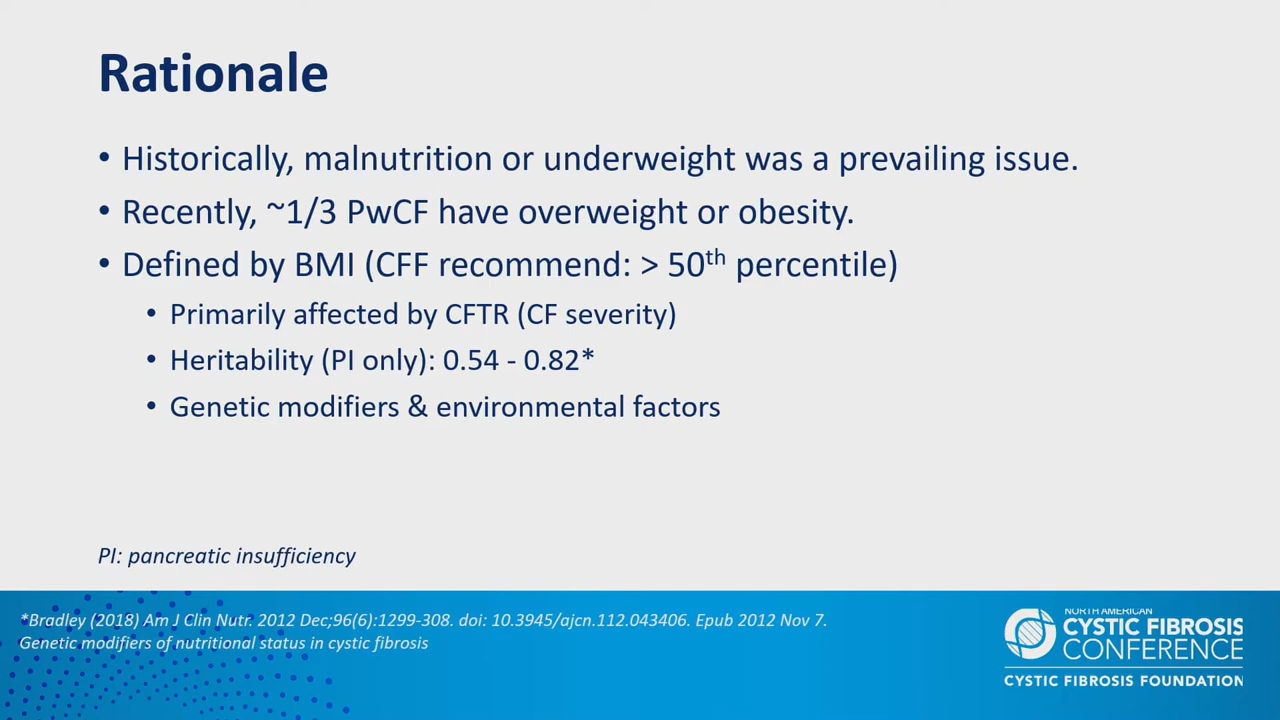 Rationale
• Historically, malnutrition or underweight was a prevailing issue.
• Recently, ~1/3 PwCF have overweight or obesity.
• Defined by BMI (CFF recommend: > 50th percentile)
• Primarily affected by CFTR (CF severity)
• Heritability (PI only): 0.54 - 0.82*
• Genetic modifiers & environmental factors
PI: pancreatic insufficiency
*Bradley (2018) Am J Clin Nutr. 2012 Dec;96(6):1299-308. doi: 10.3945/ajcn.112.043406. Epub 2012 Nov 7.
Genetic modifiers of nutritional status in cystic fibrosis
NORTH AMERICAN
CYSTIC FIBROSIS
CONFERENCE
CYSTIC FIBROSIS FOUNDATION